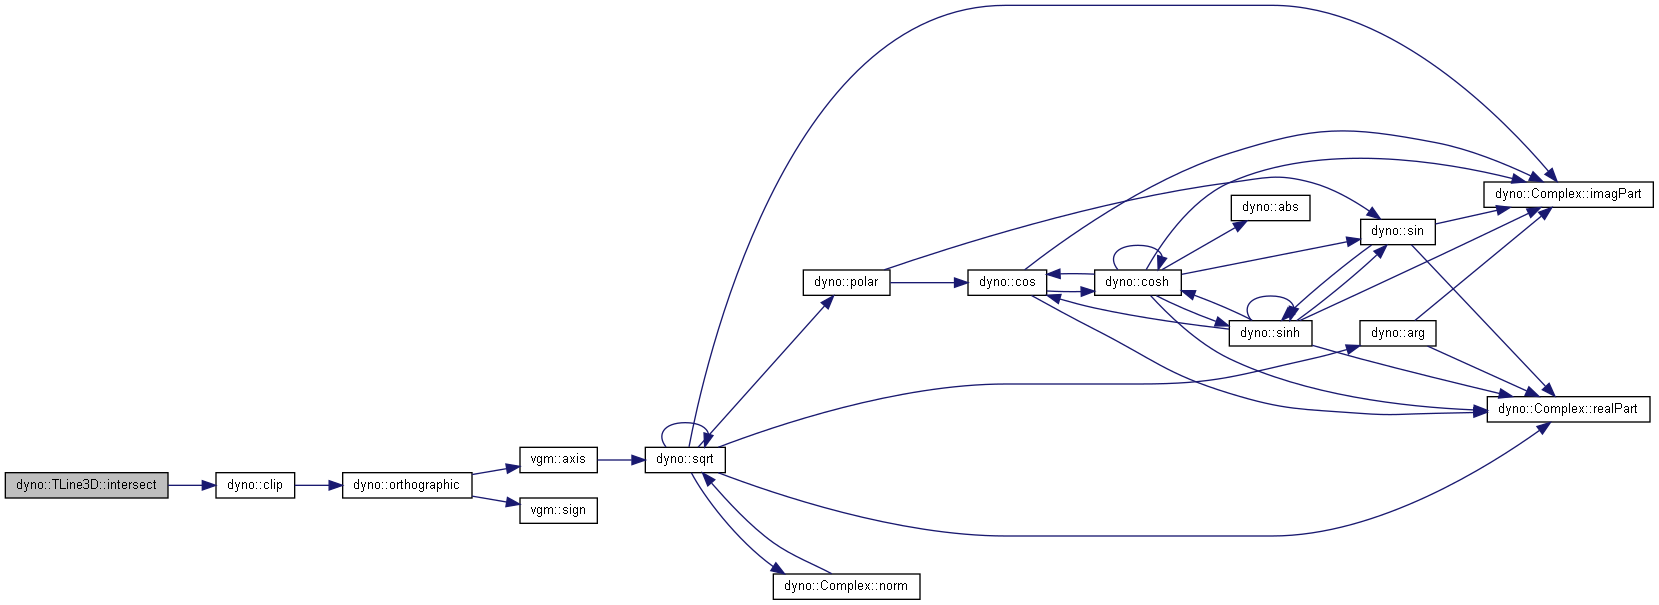 dyno::TLine3D::intersect
dyno::clip
dyno::orthographic
vgm::axis
vgm::sign
dyno::sqrt
dyno::polar
dyno::Complex::norm
dyno::cos
dyno::cosh
dyno::abs
dyno::sinh
dyno::sin
dyno::arg
dyno::Complex::imagPart
dyno::Complex::realPart